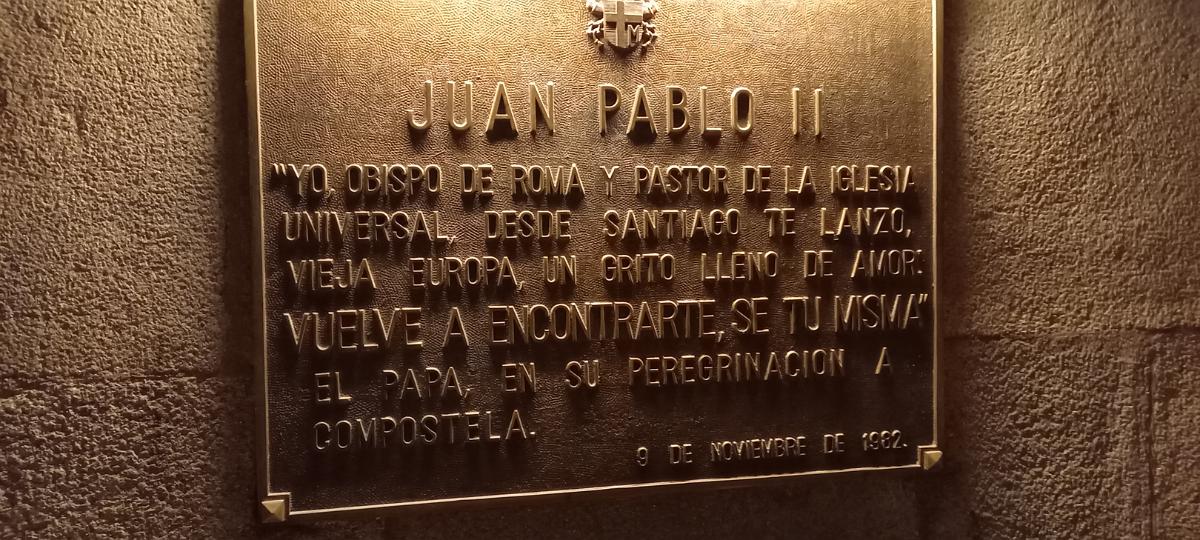 M
JUAN PABLO II
"YO, OBISPO DE ROMA Y PASTOR DE LA IGLESIA
UNIVERSAL, DESDE SANTIAGO TE LANZO,
VIEJA EUROPA, UN GRITO LLENO DE AMOR:
VUELVE A ENCONTRARTE, SE TU MISMA"
EL PAPA, EN SU PEREGRINACION A
COMPOSTELA.
9 DE NOVIEMBRE DE 1982.